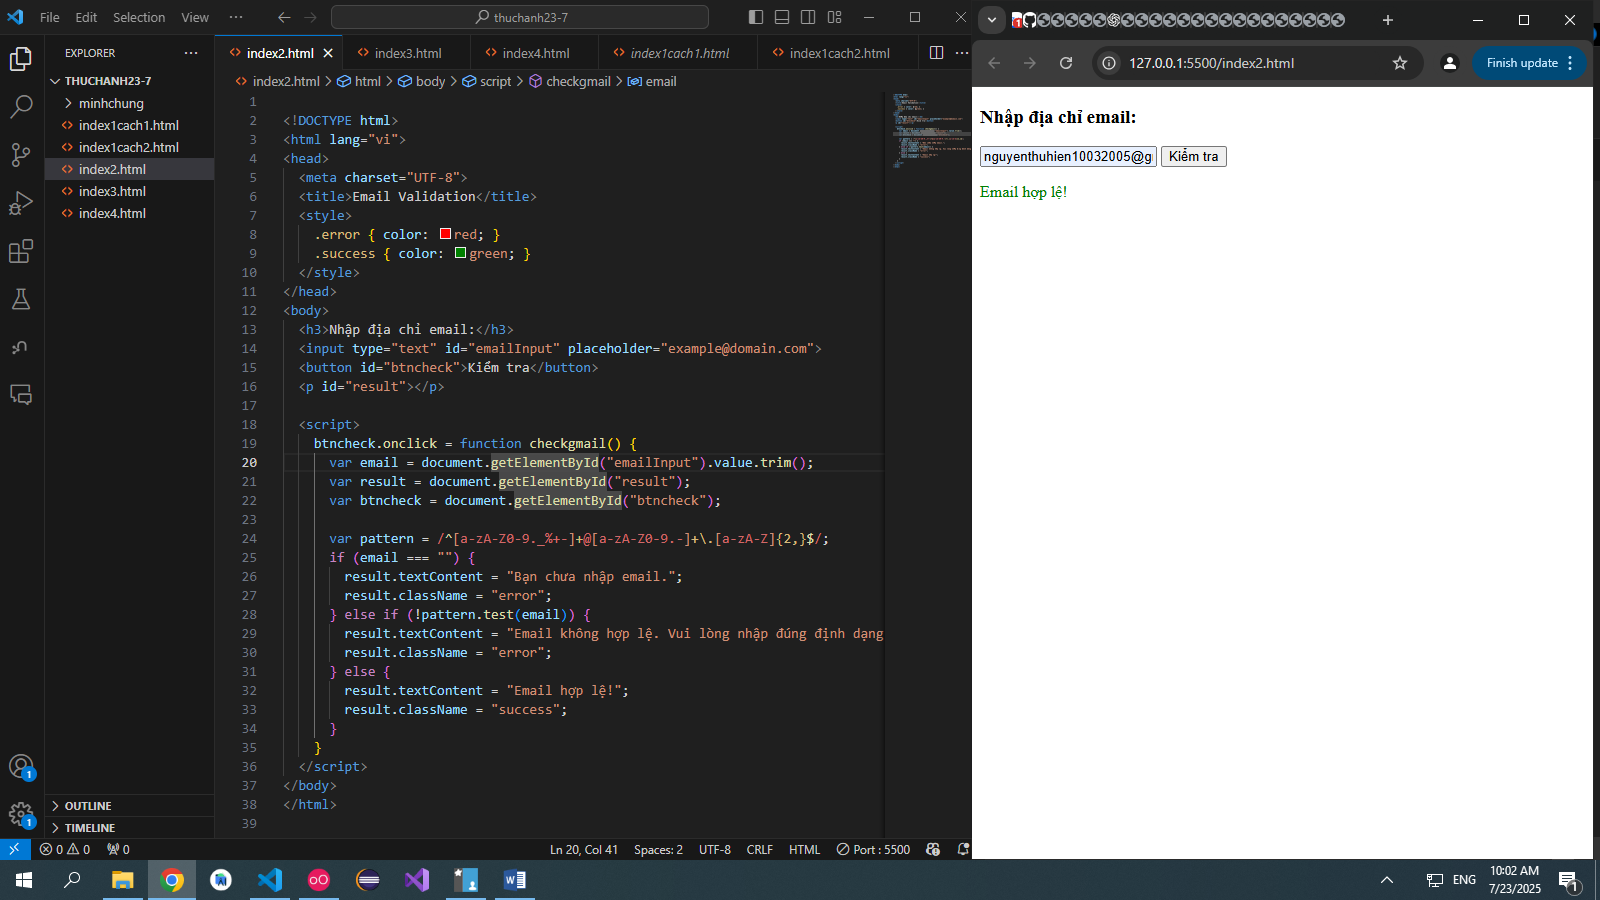 File Edit Selection View ··· thuchanh23-7
EXPLORER ···
THUCHANH23-7
minhchung
index1cach1.html
index1cach2.html
index2.html
index3.html
index4.html
OUTLINE
TIMELINE
index2.html index3.html index4.html index1cach1.html index1cach2.html ···
index2.html > html > body > script > checkgmail > email
1
2 <!DOCTYPE html>
3 <html lang="vi">
4 <head>
5 <meta charset="UTF-8">
6 <title>Email Validation</title>
7 <style>
8 .error { color: red; }
9 .success { color: green; }
10 </style>
11 </head>
12 <body>
13 <h3>Nhập địa chỉ email:</h3>
14 <input type="text" id="emailInput" placeholder="example@domain.com">
15 <button id="btncheck">Kiểm tra</button>
16 <p id="result"></p>
17
18 <script>
19 btncheck.onclick = function checkgmail() {
20 var email = document.getElementById("emailInput").value.trim();
21 var result = document.getElementById("result");
22 var btncheck = document.getElementById("btncheck");
23
24 var pattern = /^[a-zA-Z0-9._%+-]+@[a-zA-Z0-9.-]+\.[a-zA-Z]{2,}$/;
25 if (email === "") {
26 result.textContent = "Bạn chưa nhập email.";
27 result.className = "error";
28 } else if (!pattern.test(email)) {
29 result.textContent = "Email không hợp lệ. Vui lòng nhập đúng định dạng
30 result.className = "error";
31 } else {
32 result.textContent = "Email hợp lệ!";
33 result.className = "success";
34 }
35 }
36 </script>
37 </body>
38 </html>
39
0 0 0 Ln 20, Col 41 Spaces: 2 UTF-8 CRLF HTML Port : 5500
1
1
127.0.0.1:5500/index2.html Finish update
Nhập địa chỉ email:
nguyenthuhien10032005@g Kiểm tra
Email hợp lệ!
ENG 10:02 AM
7/23/2025 1